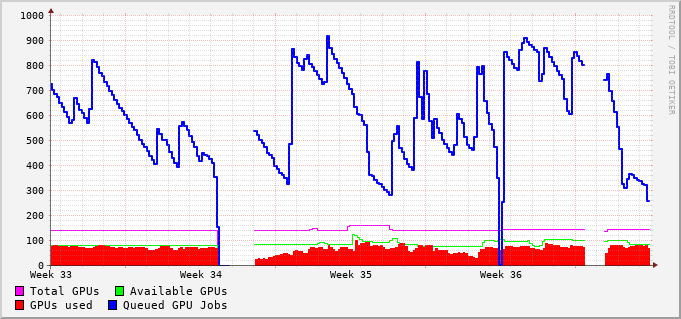 1000
900
800
700
600
500
400
300
200
100
0
Week 33 Week 34 Week 35 Week 36
Total GPUs Available GPUs
GPUs used Queued GPU Jobs
RRDTOOL / TOBI OETIKER